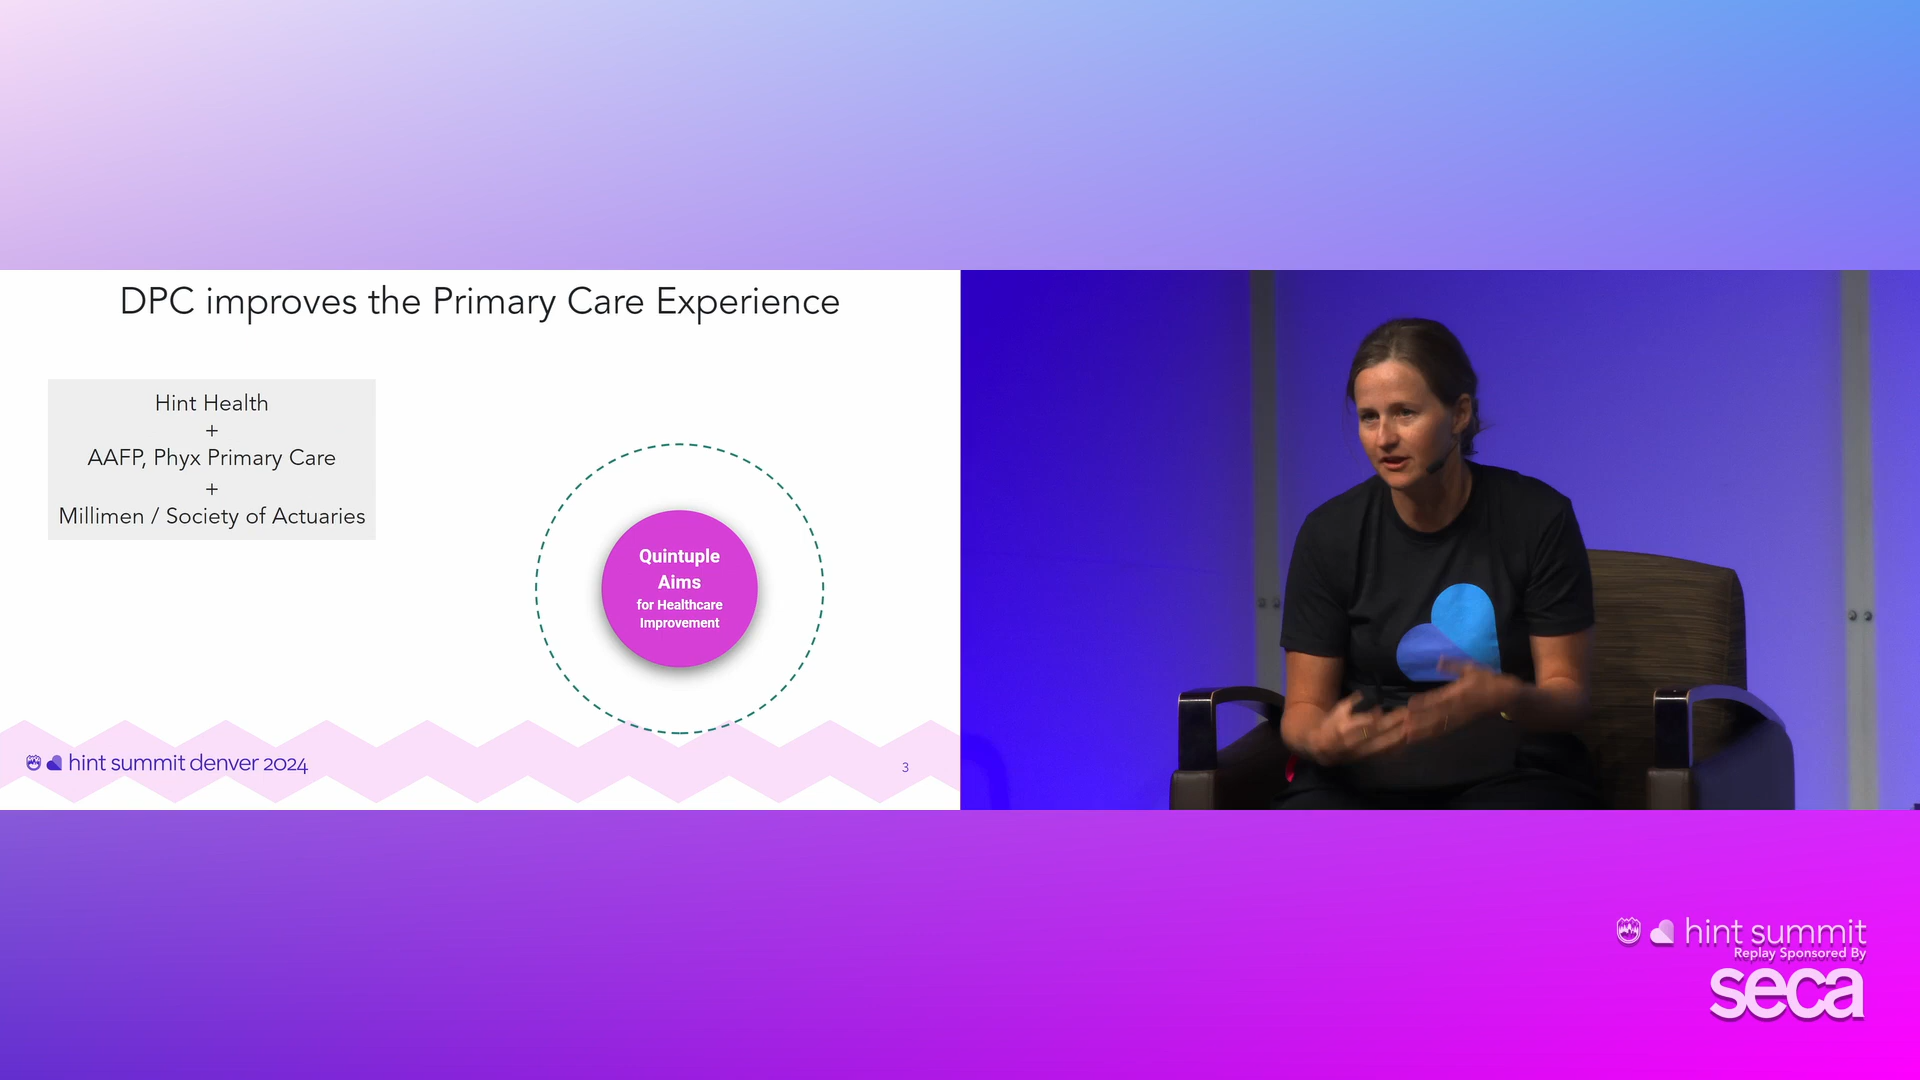 DPC improves the Primary Care Experience
Hint Health
+
AAFP, Phyx Primary Care
+
Millimen / Society of Actuaries
Quintuple
Aims
for Healthcare
Improvement
hint summit denver 2024
3
hint summit
Replay Sponsored By
seca